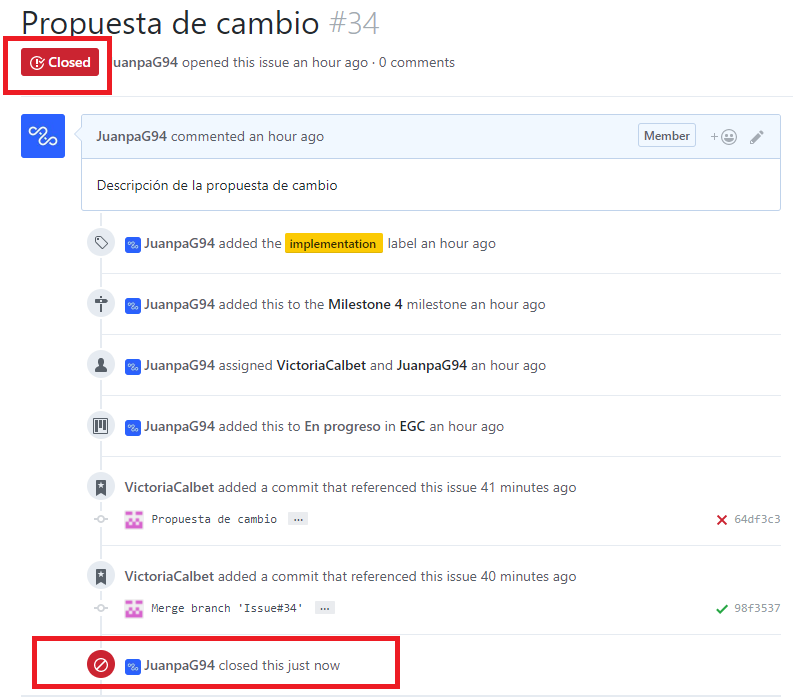 Propuesta de cambio #34
Closed uanpaG94 opened this issue an hour ago · 0 comments
JuanpaG94 commented an hour ago Member +
Descripción de la propuesta de cambio
JuanpaG94 added the implementation label an hour ago
JuanpaG94 added this to the Milestone 4 milestone an hour ago
JuanpaG94 assigned VictoriaCalbet and JuanpaG94 an hour ago
JuanpaG94 added this to En progreso in EGC an hour ago
VictoriaCalbet added a commit that referenced this issue 41 minutes ago
Propuesta de cambio ... 64df3c3
VictoriaCalbet added a commit that referenced this issue 40 minutes ago
Merge branch 'Issue#34' ... 98f3537
JuanpaG94 closed this just now